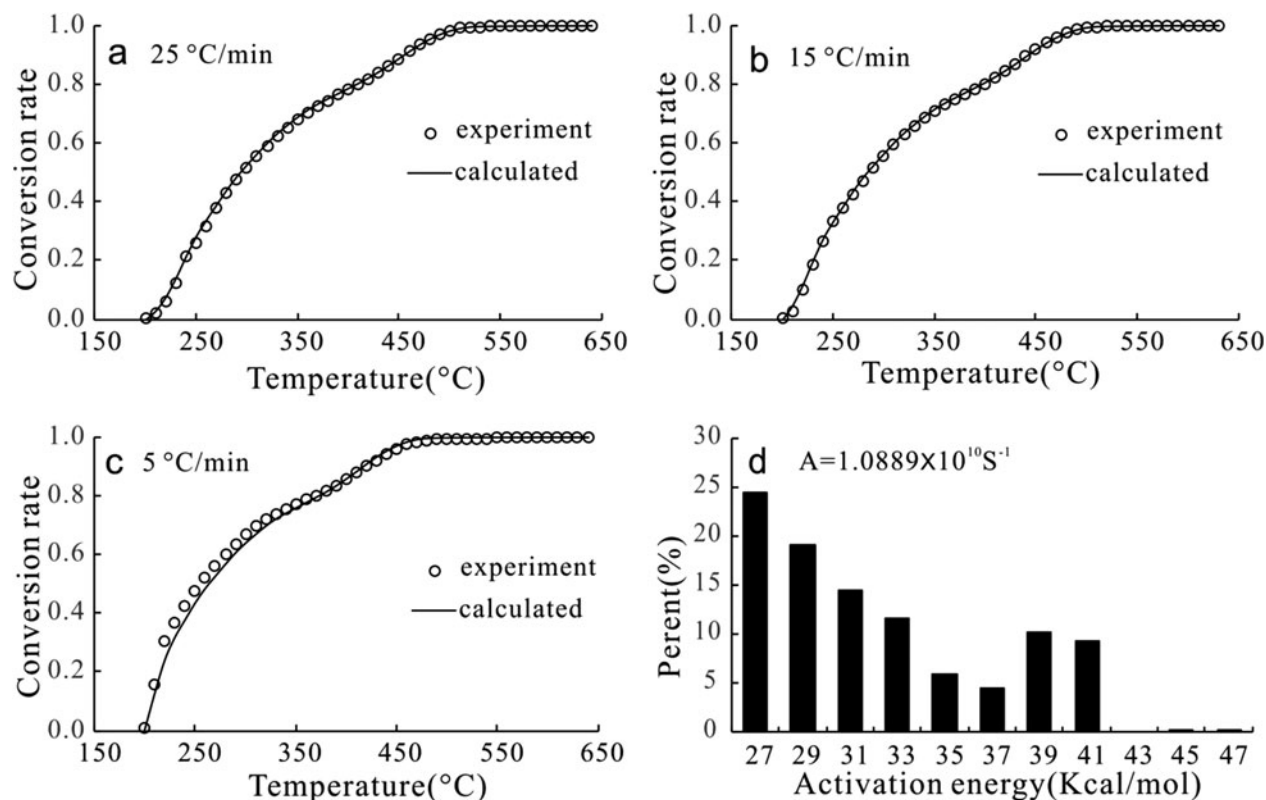 a 25 °C/min
Conversion rate
1.0
0.8
0.6
0.4
0.2
0.0
experiment
calculated
150 250 350 450 550 650
Temperature(°C)
b 15 °C/min
Conversion rate
1.0
0.8
0.6
0.4
0.2
0.0
experiment
calculated
150 250 350 450 550 650
Temperature(°C)
c 5 °C/min
Conversion rate
1.0
0.8
0.6
0.4
0.2
0.0
experiment
calculated
150 250 350 450 550 650
Temperature(°C)
d A=1.0889X10¹⁰S⁻¹
Perent(%)
30
25
20
15
10
5
0
27 29 31 33 35 37 39 41 43 45 47
Activation energy(Kcal/mol)